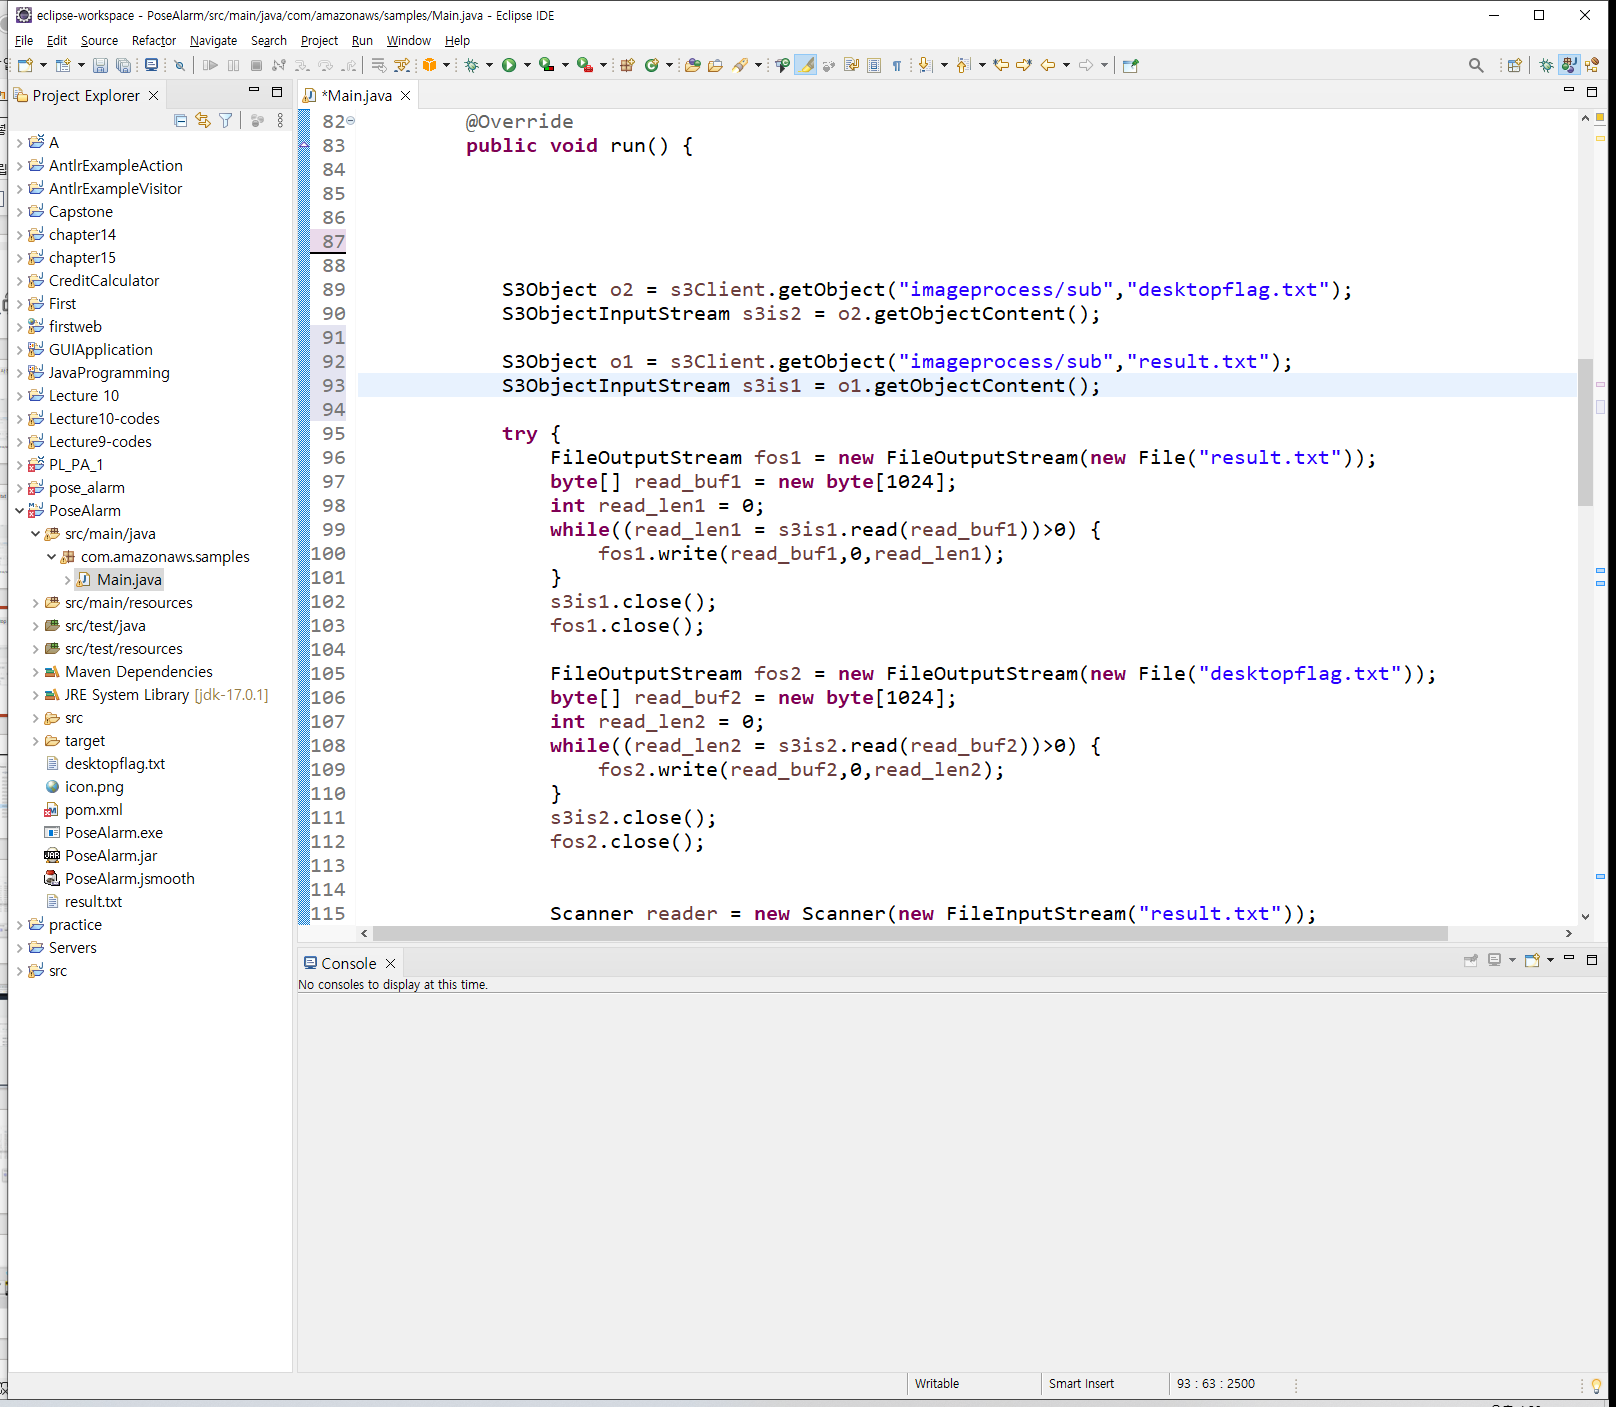 eclipse-workspace - PoseAlarm/src/main/java/com/amazonaws/samples/Main.java - Eclipse IDE
File Edit Source Refactor Navigate Search Project Run Window Help
Project Explorer
A
AntlrExampleAction
AntlrExampleVisitor
Capstone
chapter14
chapter15
CreditCalculator
First
firstweb
GUIApplication
JavaProgramming
Lecture 10
Lecture10-codes
Lecture9-codes
PL_PA_1
pose_alarm
PoseAlarm
src/main/java
com.amazonaws.samples
Main.java
src/main/resources
src/test/java
src/test/resources
Maven Dependencies
JRE System Library [jdk-17.0.1]
src
target
desktopflag.txt
icon.png
pom.xml
PoseAlarm.exe
PoseAlarm.jar
PoseAlarm.jsmooth
result.txt
practice
Servers
src
*Main.java
82 @Override
83 public void run() {
84
85
86
87
88
89 S3Object o2 = s3Client.getObject("imageprocess/sub","desktopflag.txt");
90 S3ObjectInputStream s3is2 = o2.getObjectContent();
91
92 S3Object o1 = s3Client.getObject("imageprocess/sub","result.txt");
93 S3ObjectInputStream s3is1 = o1.getObjectContent();
94
95 try {
96 FileOutputStream fos1 = new FileOutputStream(new File("result.txt"));
97 byte[] read_buf1 = new byte[1024];
98 int read_len1 = 0;
99 while((read_len1 = s3is1.read(read_buf1))>0) {
100 fos1.write(read_buf1,0,read_len1);
101 }
102 s3is1.close();
103 fos1.close();
104
105 FileOutputStream fos2 = new FileOutputStream(new File("desktopflag.txt"));
106 byte[] read_buf2 = new byte[1024];
107 int read_len2 = 0;
108 while((read_len2 = s3is2.read(read_buf2))>0) {
109 fos2.write(read_buf2,0,read_len2);
110 }
111 s3is2.close();
112 fos2.close();
113
114
115 Scanner reader = new Scanner(new FileInputStream("result.txt"));
Console
No consoles to display at this time.
Writable Smart Insert 93 : 63 : 2500